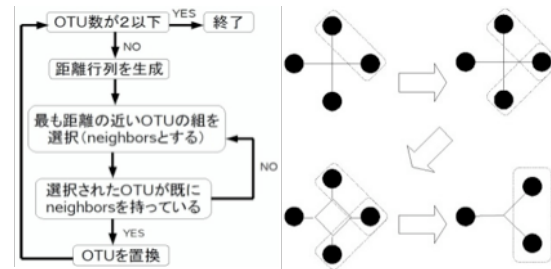 OTU数が2以下
YES
終了
NO
距離行列を生成
最も距離の近いOTUの組を
選択(neighborsとする)
NO
選択されたOTUが既に
neighborsを持っている
YES
OTUを置換